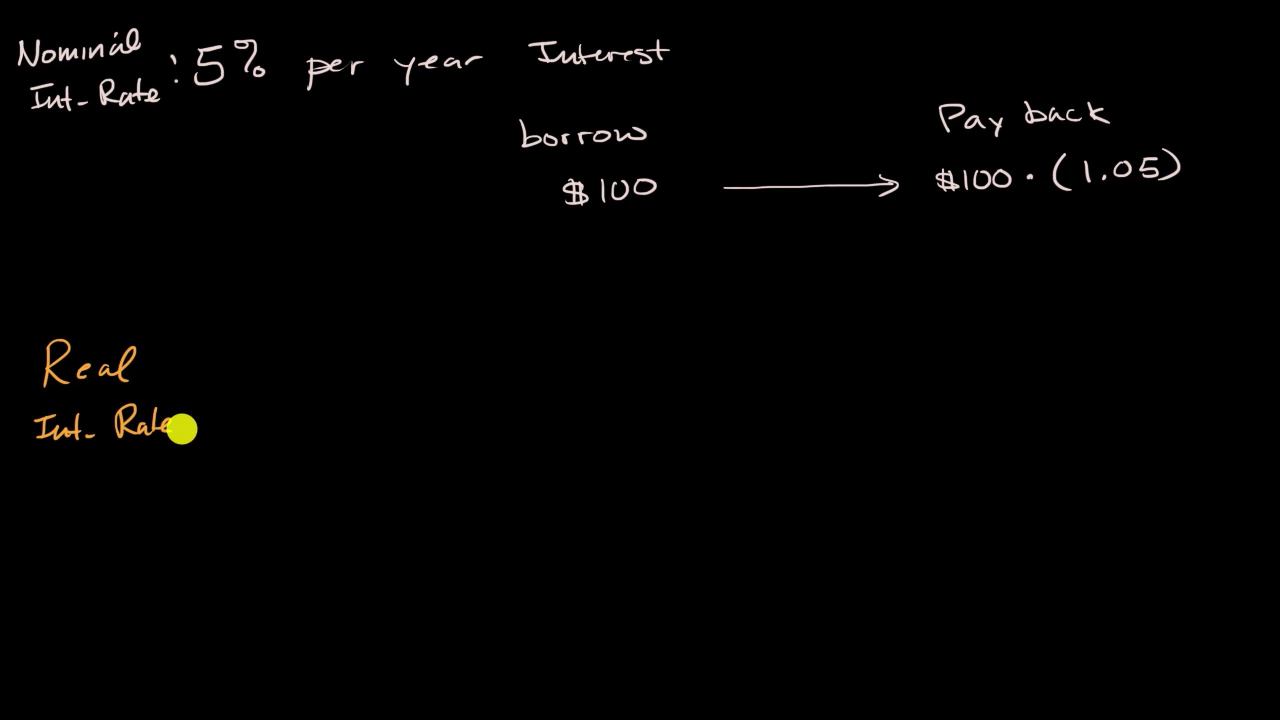 Nominal
Int. Rate : 5% per year Interest
borrow
Pay back
$100 → $100 · (1.05)
Real
Int. Rate